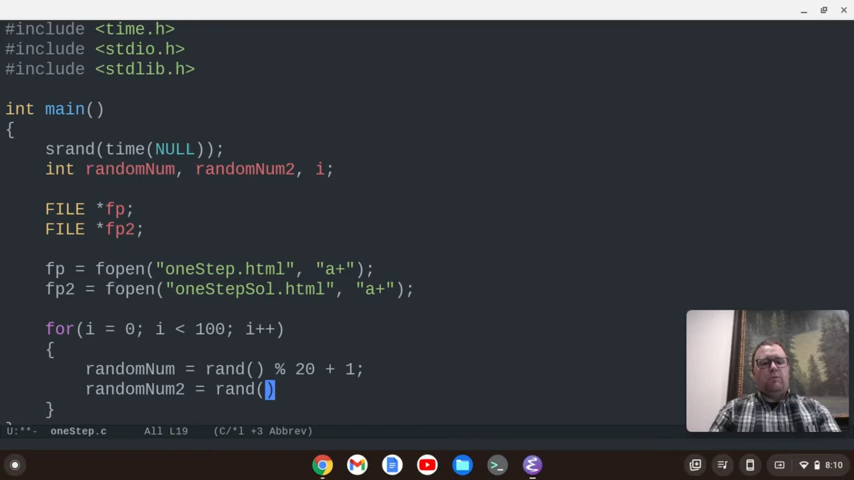 #include <time.h>
#include <stdio.h>
#include <stdlib.h>
int main()
{
srand(time(NULL));
int randomNum, randomNum2, i;
FILE *fp;
FILE *fp2;
fp = fopen("oneStep.html", "a+");
fp2 = fopen("oneStepSol.html", "a+");
for(i = 0; i < 100; i++)
{
randomNum = rand() % 20 + 1;
randomNum2 = rand()
}
U:**- oneStep.c All L19 (C/*l +3 Abbrev)
8:10